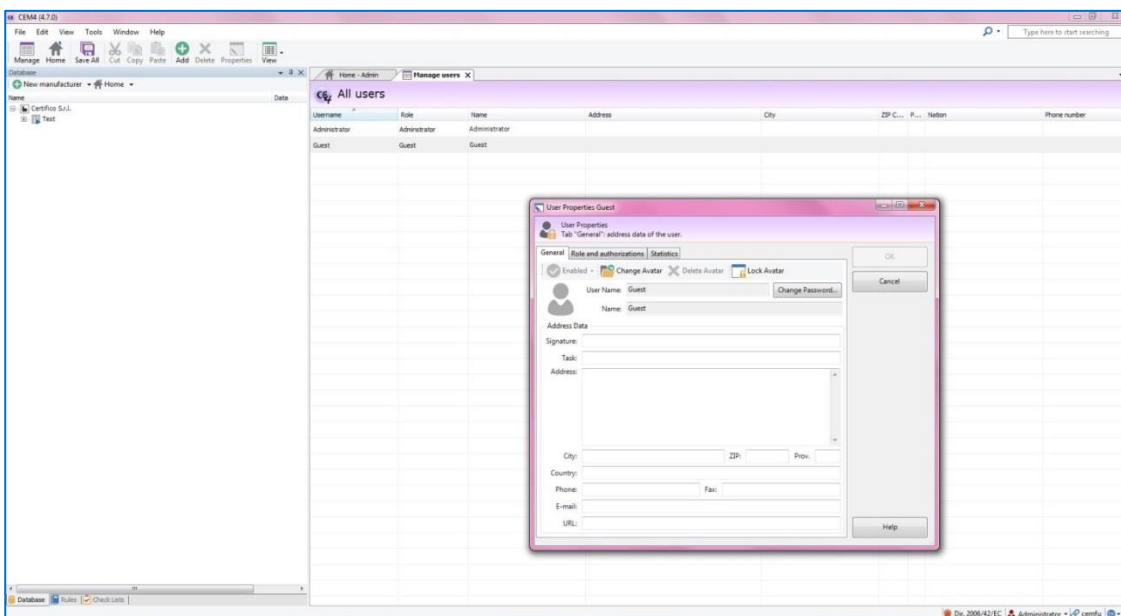 CEM4 (4.7.0)
File Edit View Tools Window Help
Type here to start searching
Manage Home Save All Cut Copy Paste Add Delete Properties View
Database
Home - Admin Manage users X
New manufacturer Home
All users
Name Data
Certifico S.r.l.
Test
Username Role Name Address City ZIP C... P... Nation Phone number
Administrator Administrator Administrator
Guest Guest Guest
User Properties Guest
User Properties
Tab "General": address data of the user.
General Role and authorizations Statistics
OK
Enabled Change Avatar Delete Avatar Lock Avatar
Cancel
User Name: Guest Change Password...
Name: Guest
Address Data
Signature:
Task:
Address:
City: ZIP: Prov.
Country:
Phone: Fax:
E-mail:
URL:
Help
Database Rules Check Lists
Dir. 2006/42/EC Administrator cemfu